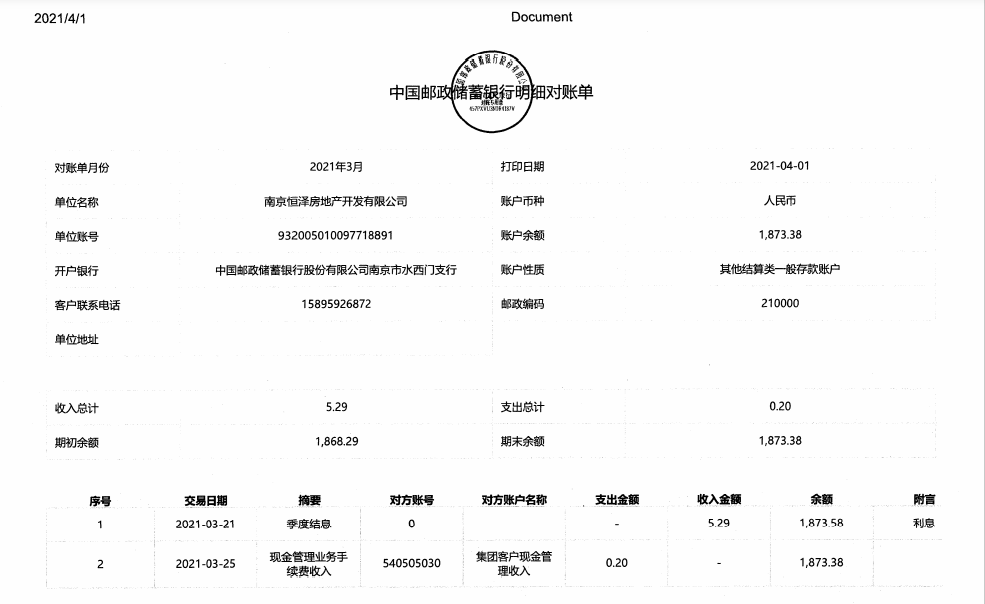 2021/4/1 Document
中国邮政储蓄银行明细对账单
对账单月份 2021年3月 打印日期 2021-04-01
单位名称 南京恒泽房地产开发有限公司 账户币种 人民币
单位账号 932005010097718891 账户余额 1,873.38
开户银行 中国邮政储蓄银行股份有限公司南京市水西门支行 账户性质 其他结算类一般存款账户
客户联系电话 15895926872 邮政编码 210000
单位地址
收入总计 5.29 支出总计 0.20
期初余额 1,868.29 期末余额 1,873.38
序号 交易日期 摘要 对方账号 对方账户名称 支出金额 收入金额 余额 附言
1 2021-03-21 季度结息 0 - 5.29 1,873.58 利息
2 2021-03-25 现金管理业务手 540505030 集团客户现金管 0.20 - 1,873.38
续费收入 理收入